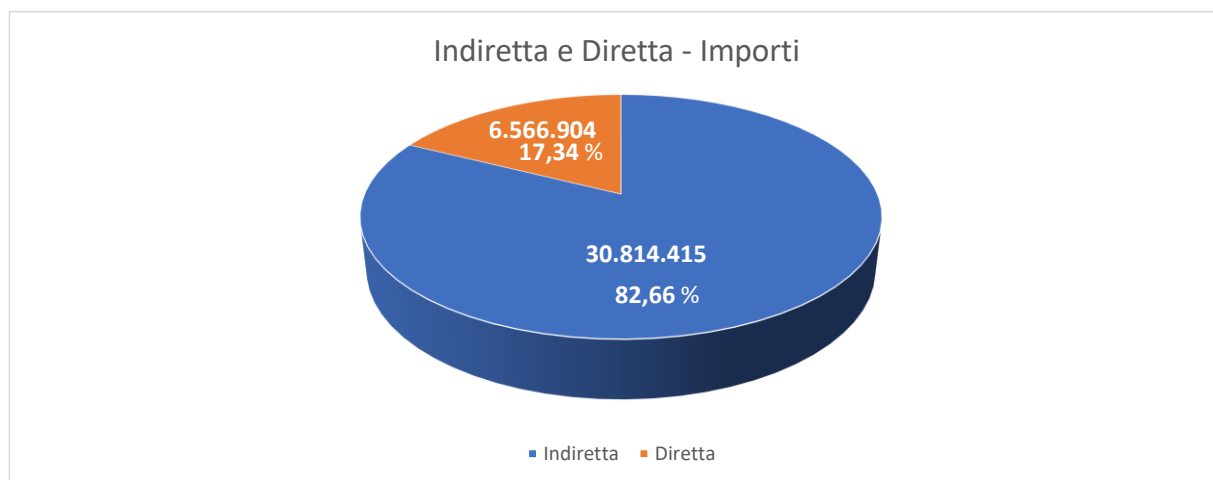 Indiretta e Diretta - Importi
6.566.904
17,34 %
30.814.415
82,66 %
Indiretta Diretta